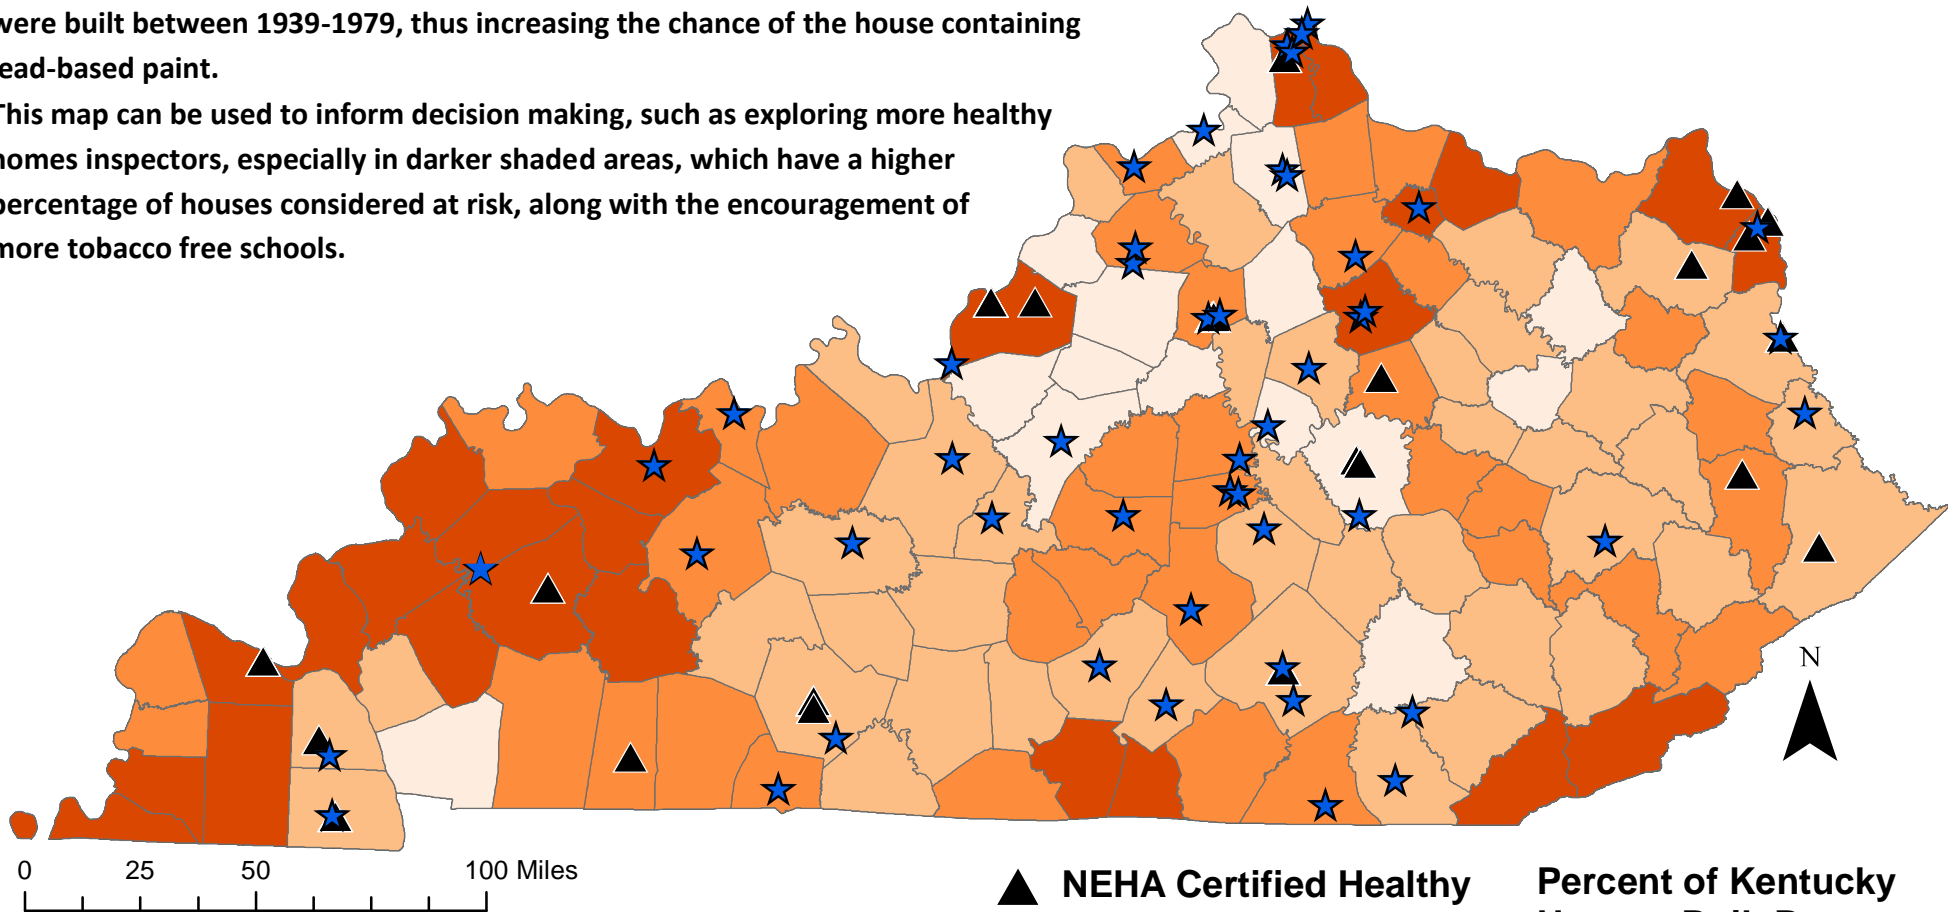 were built between 1939-1979, thus increasing the chance of the house containing
lead-based paint.
This map can be used to inform decision making, such as exploring more healthy
homes inspectors, especially in darker shaded areas, which have a higher
percentage of houses considered at risk, along with the encouragement of
more tobacco free schools.
N
0 25 50 100 Miles
NEHA Certified Healthy
Percent of Kentucky